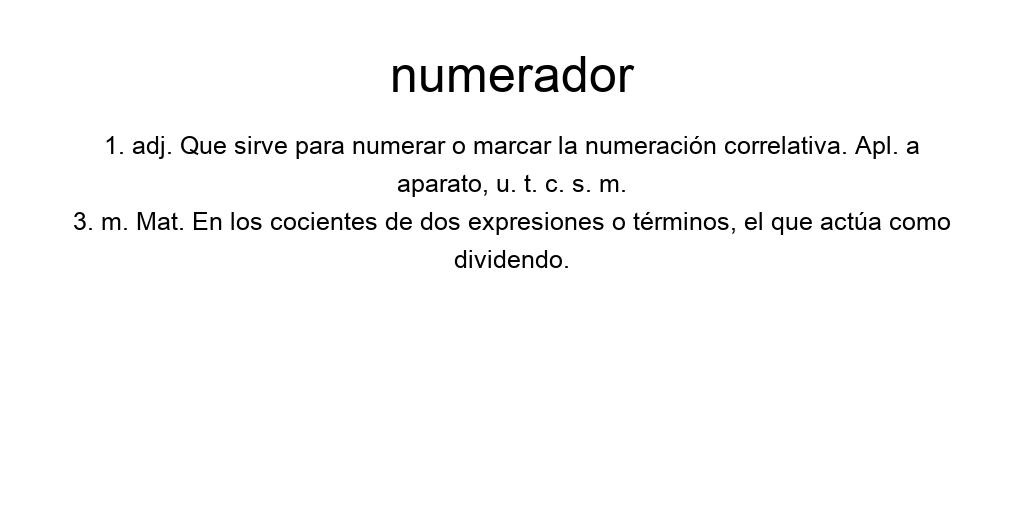 numerador
1. adj. Que sirve para numerar o marcar la numeración correlativa. Apl. a
aparato, u. t. c. s. m.
3. m. Mat. En los cocientes de dos expresiones o términos, el que actúa como
dividendo.